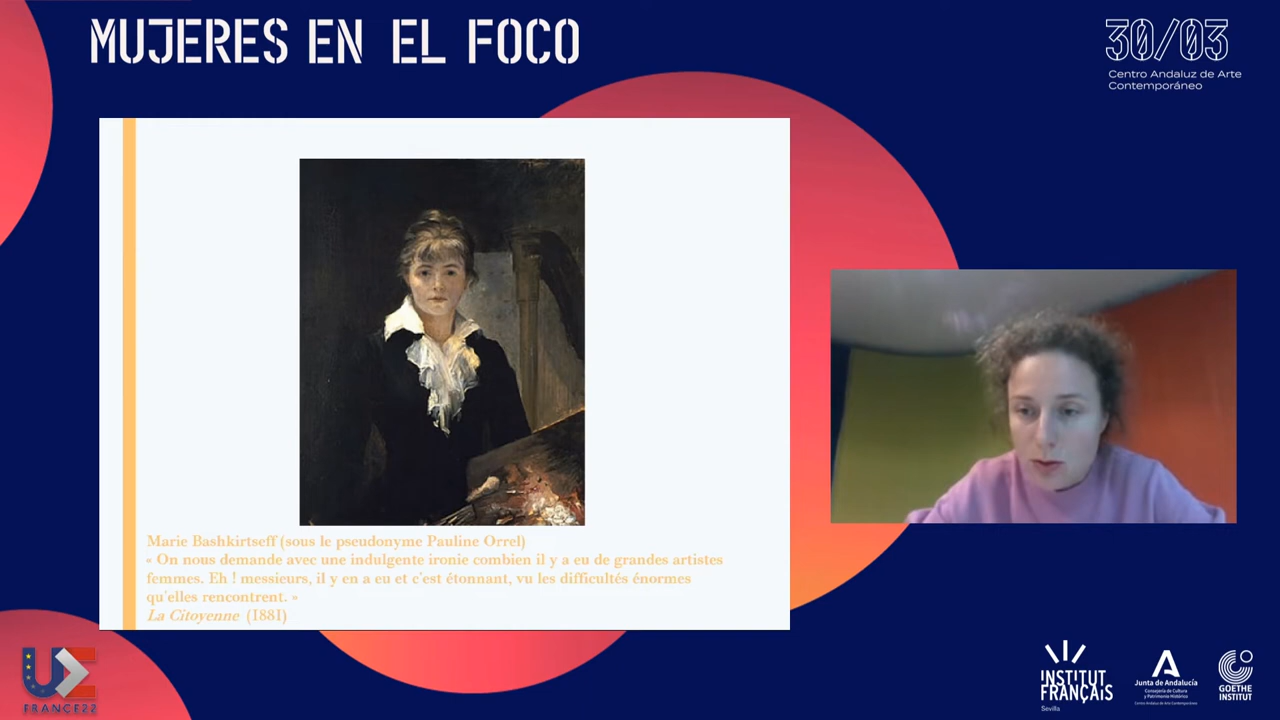 MUJERES EN EL FOCO
30/03
Centro Andaluz de Arte
Contemporáneo
Marie Bashkirtseff (sous le pseudonyme Pauline Orrel)
« On nous demande avec une indulgente ironie combien il y a eu de grandes artistes
femmes. Eh ! messieurs, il y en a eu et c'est étonnant, vu les difficultés énormes
qu'elles rencontrent. »
La Citoyenne (1881)
UE
FRANCE22
INSTITUT
FRANÇAIS
Sevilla
Junta de Andalucía
Consejería de Cultura
y Patrimonio Histórico
Centro Andaluz de Arte Contemporáneo
GOETHE
INSTITUT